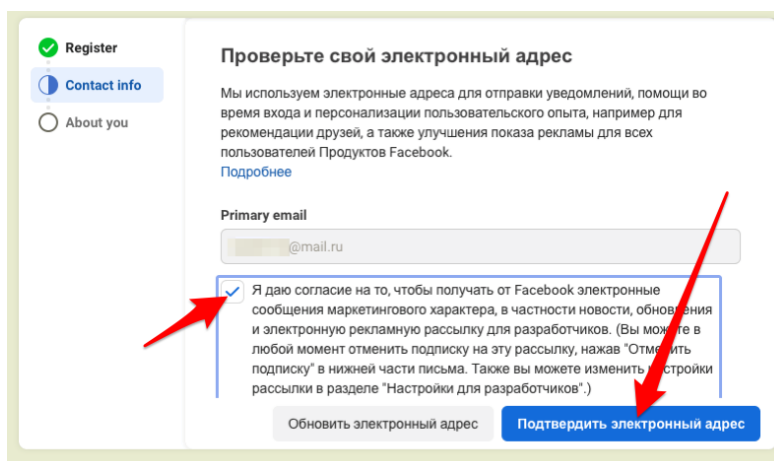 Register
Contact info
About you
Проверьте свой электронный адрес
Мы используем электронные адреса для отправки уведомлений, помощи во
время входа и персонализации пользовательского опыта, например для
рекомендации друзей, а также улучшения показа рекламы для всех
пользователей Продуктов Facebook.
Подробнее
Primary email
@mail.ru
Я даю согласие на то, чтобы получать от Facebook электронные
сообщения маркетингового характера, в частности новости, обновления
и электронную рекламную рассылку для разработчиков. (Вы можете в
любой момент отменить подписку на эту рассылку, нажав "Отменить
подписку" в нижней части письма. Также вы можете изменить настройки
рассылки в разделе "Настройки для разработчиков".)
Обновить электронный адрес
Подтвердить электронный адрес